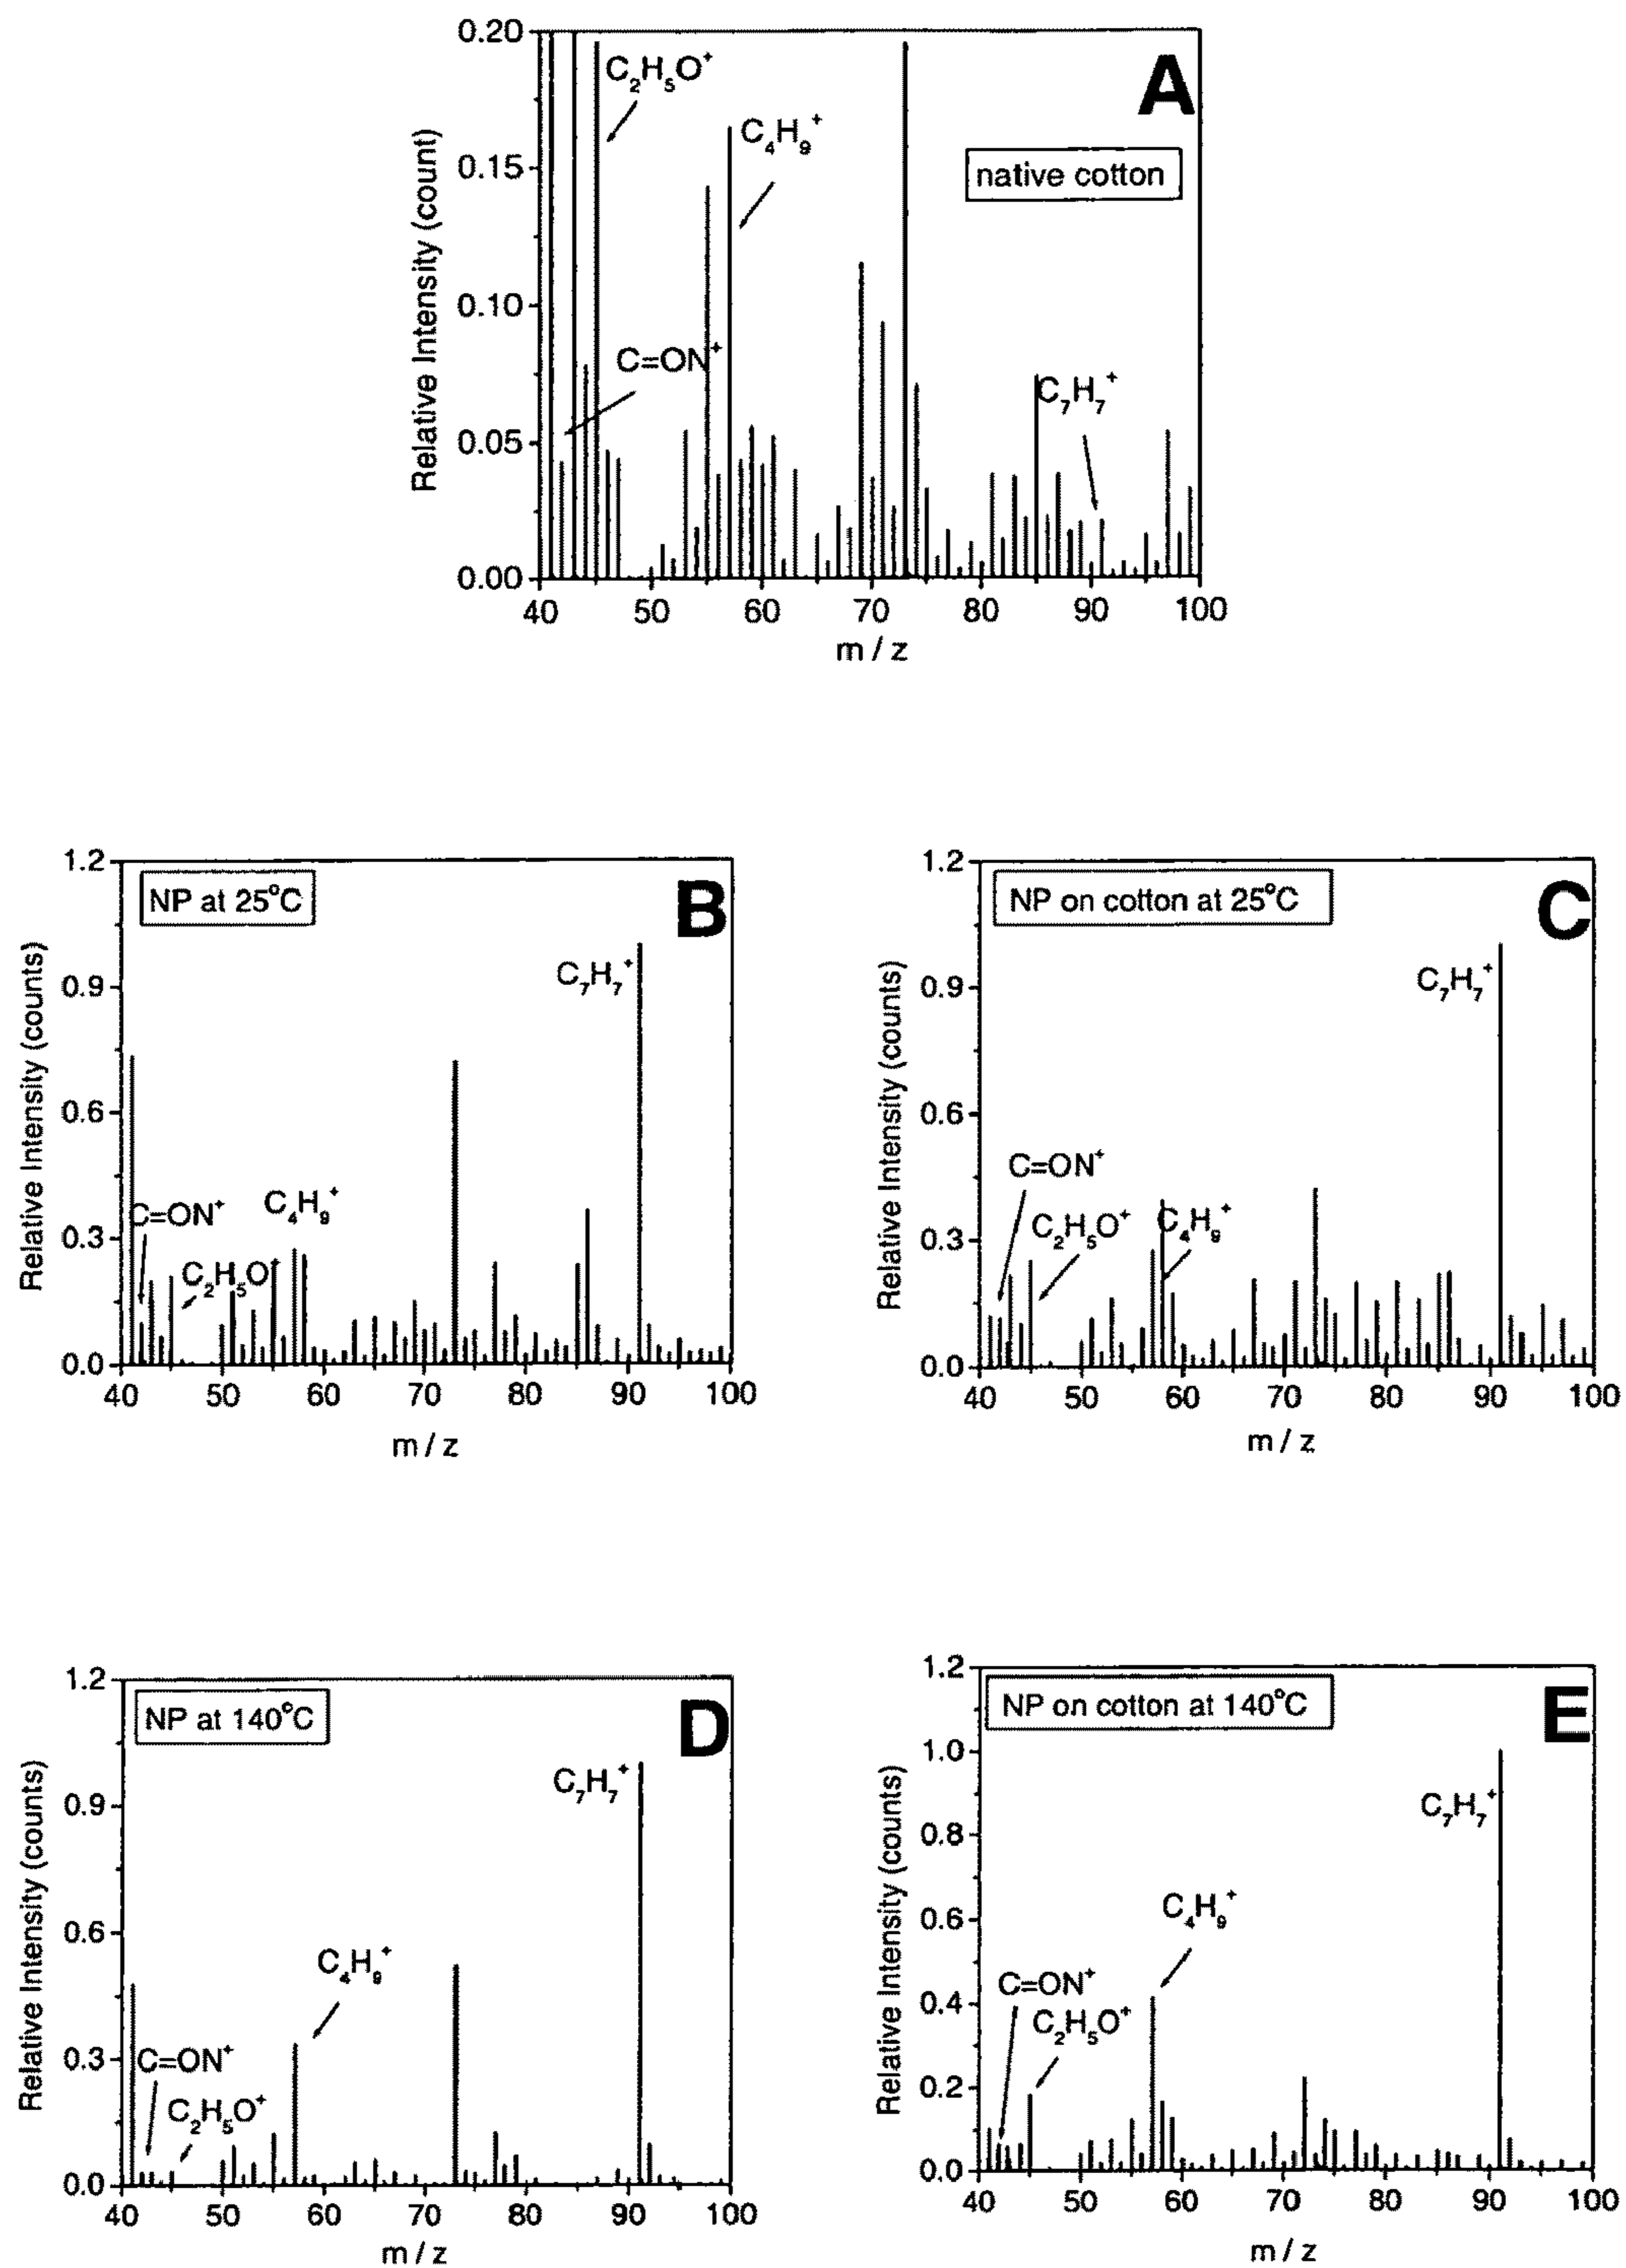 A
native cotton
C₂H₅O⁺
C₄H₉⁺
C=ON⁺
C₇H₇⁺
Relative Intensity (count)
0.20
0.15
0.10
0.05
0.00
40 50 60 70 80 90 100
m / z
B
NP at 25°C
C₇H₇⁺
C=ON⁺
C₄H₉⁺
C₂H₅O⁺
Relative Intensity (counts)
1.2
0.9
0.6
0.3
0.0
40 50 60 70 80 90 100
m / z
C
NP on cotton at 25°C
C₇H₇⁺
C=ON⁺
C₂H₅O⁺
C₄H₉⁺
Relative Intensity (counts)
1.2
0.9
0.6
0.3
0.0
40 50 60 70 80 90 100
m / z
D
NP at 140°C
C₇H₇⁺
C₄H₉⁺
C=ON⁺
C₂H₅O⁺
Relative Intensity (counts)
1.2
0.9
0.6
0.3
0.0
40 50 60 70 80 90 100
m / z
E
NP on cotton at 140°C
C₇H₇⁺
C₄H₉⁺
C=ON⁺
C₂H₅O⁺
Relative Intensity (counts)
1.2
1.0
0.8
0.6
0.4
0.2
0.0
40 50 60 70 80 90 100
m / z